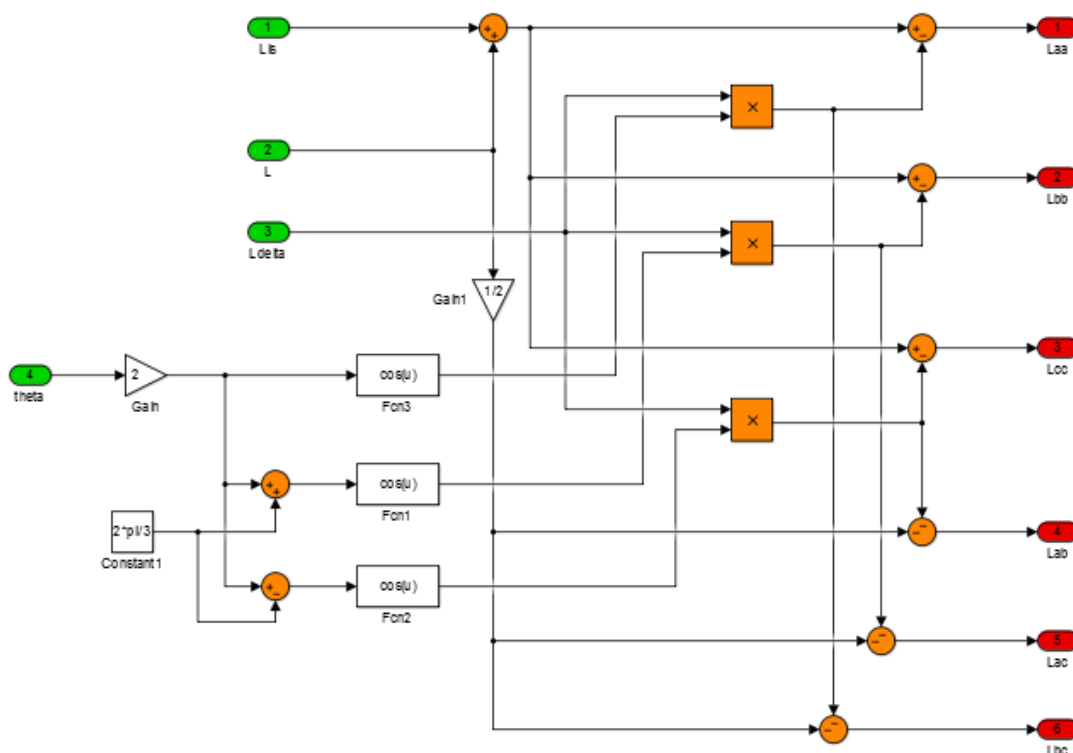 1
Lls
+
+
+
−
1
Laa
×
2
L
+
−
2
Lbb
3
Ldelta
×
1/2
Gain1
+
−
3
Lcc
4
theta
2
Gain
cos(u)
Fcn3
×
+
+
cos(u)
Fcn1
2*pi/3
Constant1
−
−
4
Lab
+
−
cos(u)
Fcn2
−
−
5
Lac
−
−
6
Lbc